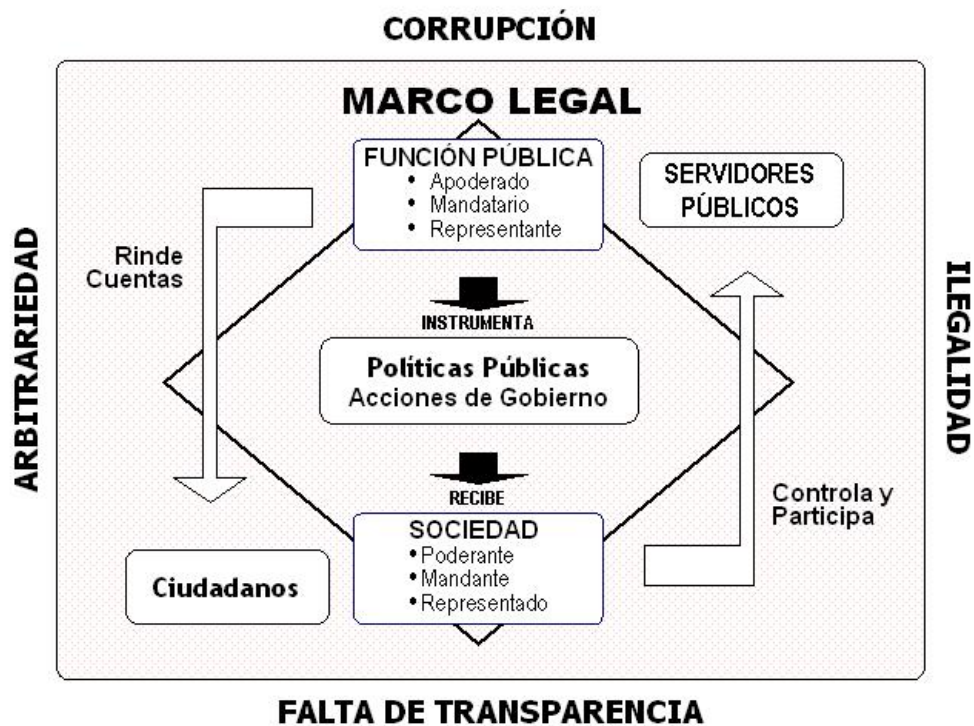 CORRUPCIÓN
MARCO LEGAL
FUNCIÓN PÚBLICA
• Apoderado
• Mandatario
• Representante
SERVIDORES
PÚBLICOS
Rinde
Cuentas
ARBITRARIEDAD
ILEGALIDAD
INSTRUMENTA
Políticas Públicas
Acciones de Gobierno
RECIBE
SOCIEDAD
• Poderante
• Mandante
• Representado
Controla y
Participa
Ciudadanos
FALTA DE TRANSPARENCIA